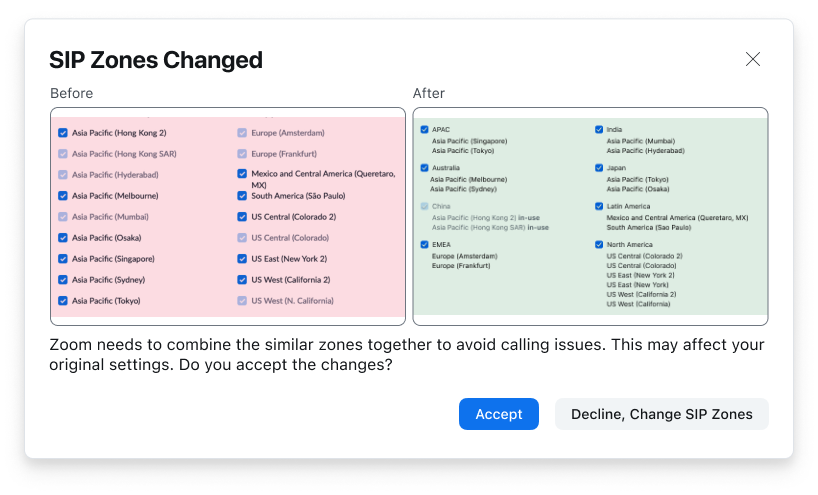 SIP Zones Changed
Before
After
Asia Pacific (Hong Kong 2)
Asia Pacific (Hong Kong SAR)
Asia Pacific (Hyderabad)
Asia Pacific (Melbourne)
Asia Pacific (Mumbai)
Asia Pacific (Osaka)
Asia Pacific (Singapore)
Asia Pacific (Sydney)
Asia Pacific (Tokyo)
Europe (Amsterdam)
Europe (Frankfurt)
Mexico and Central America (Queretaro,
MX)
South America (São Paulo)
US Central (Colorado 2)
US Central (Colorado)
US East (New York 2)
US West (California 2)
US West (N. California)
APAC
Asia Pacific (Singapore)
Asia Pacific (Tokyo)
Australia
Asia Pacific (Melbourne)
Asia Pacific (Sydney)
China
Asia Pacific (Hong Kong 2) in-use
Asia Pacific (Hong Kong SAR) in-use
EMEA
Europe (Amsterdam)
Europe (Frankfurt)
India
Asia Pacific (Mumbai)
Asia Pacific (Hyderabad)
Japan
Asia Pacific (Tokyo)
Asia Pacific (Osaka)
Latin America
Mexico and Central America (Queretaro, MX)
South America (Sao Paulo)
North America
US Central (Colorado 2)
US Central (Colorado)
US East (New York 2)
US East (New York)
US West (California 2)
US West (California)
Zoom needs to combine the similar zones together to avoid calling issues. This may affect your
original settings. Do you accept the changes?
Accept
Decline, Change SIP Zones